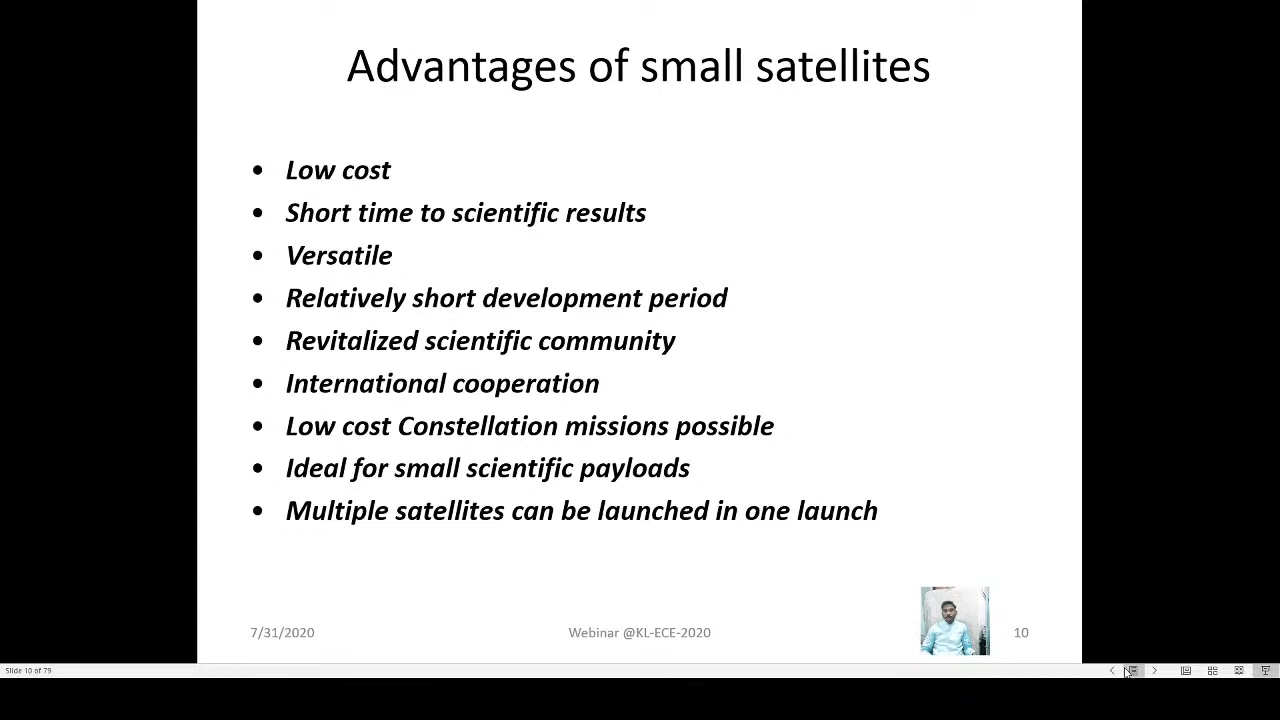 Advantages of small satellites
• Low cost
• Short time to scientific results
• Versatile
• Relatively short development period
• Revitalized scientific community
• International cooperation
• Low cost Constellation missions possible
• Ideal for small scientific payloads
• Multiple satellites can be launched in one launch
7/31/2020
Webinar @KL-ECE-2020
10
Slide 10 of 79